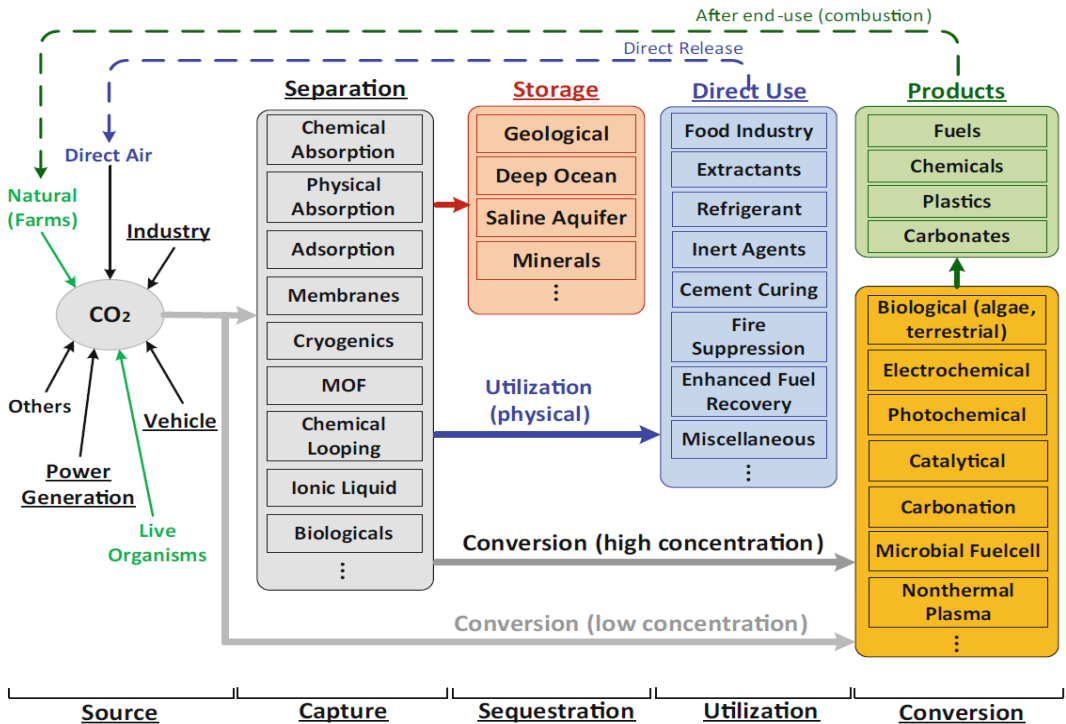 After end-use (combustion)
Direct Release
Direct Air
Natural
(Farms)
Industry
CO₂
Others
Vehicle
Power
Generation
Live
Organisms
Separation
Chemical
Absorption
Physical
Absorption
Adsorption
Membranes
Cryogenics
MOF
Chemical
Looping
Ionic Liquid
Biologicals
⋮
Storage
Geological
Deep Ocean
Saline Aquifer
Minerals
⋮
Utilization
(physical)
Conversion (high concentration)
Conversion (low concentration)
Direct Use
Food Industry
Extractants
Refrigerant
Inert Agents
Cement Curing
Fire
Suppression
Enhanced Fuel
Recovery
Miscellaneous
⋮
Products
Fuels
Chemicals
Plastics
Carbonates
Biological (algae,
terrestrial)
Electrochemical
Photochemical
Catalytical
Carbonation
Microbial Fuelcell
Nonthermal
Plasma
⋮
Source
Capture
Sequestration
Utilization
Conversion